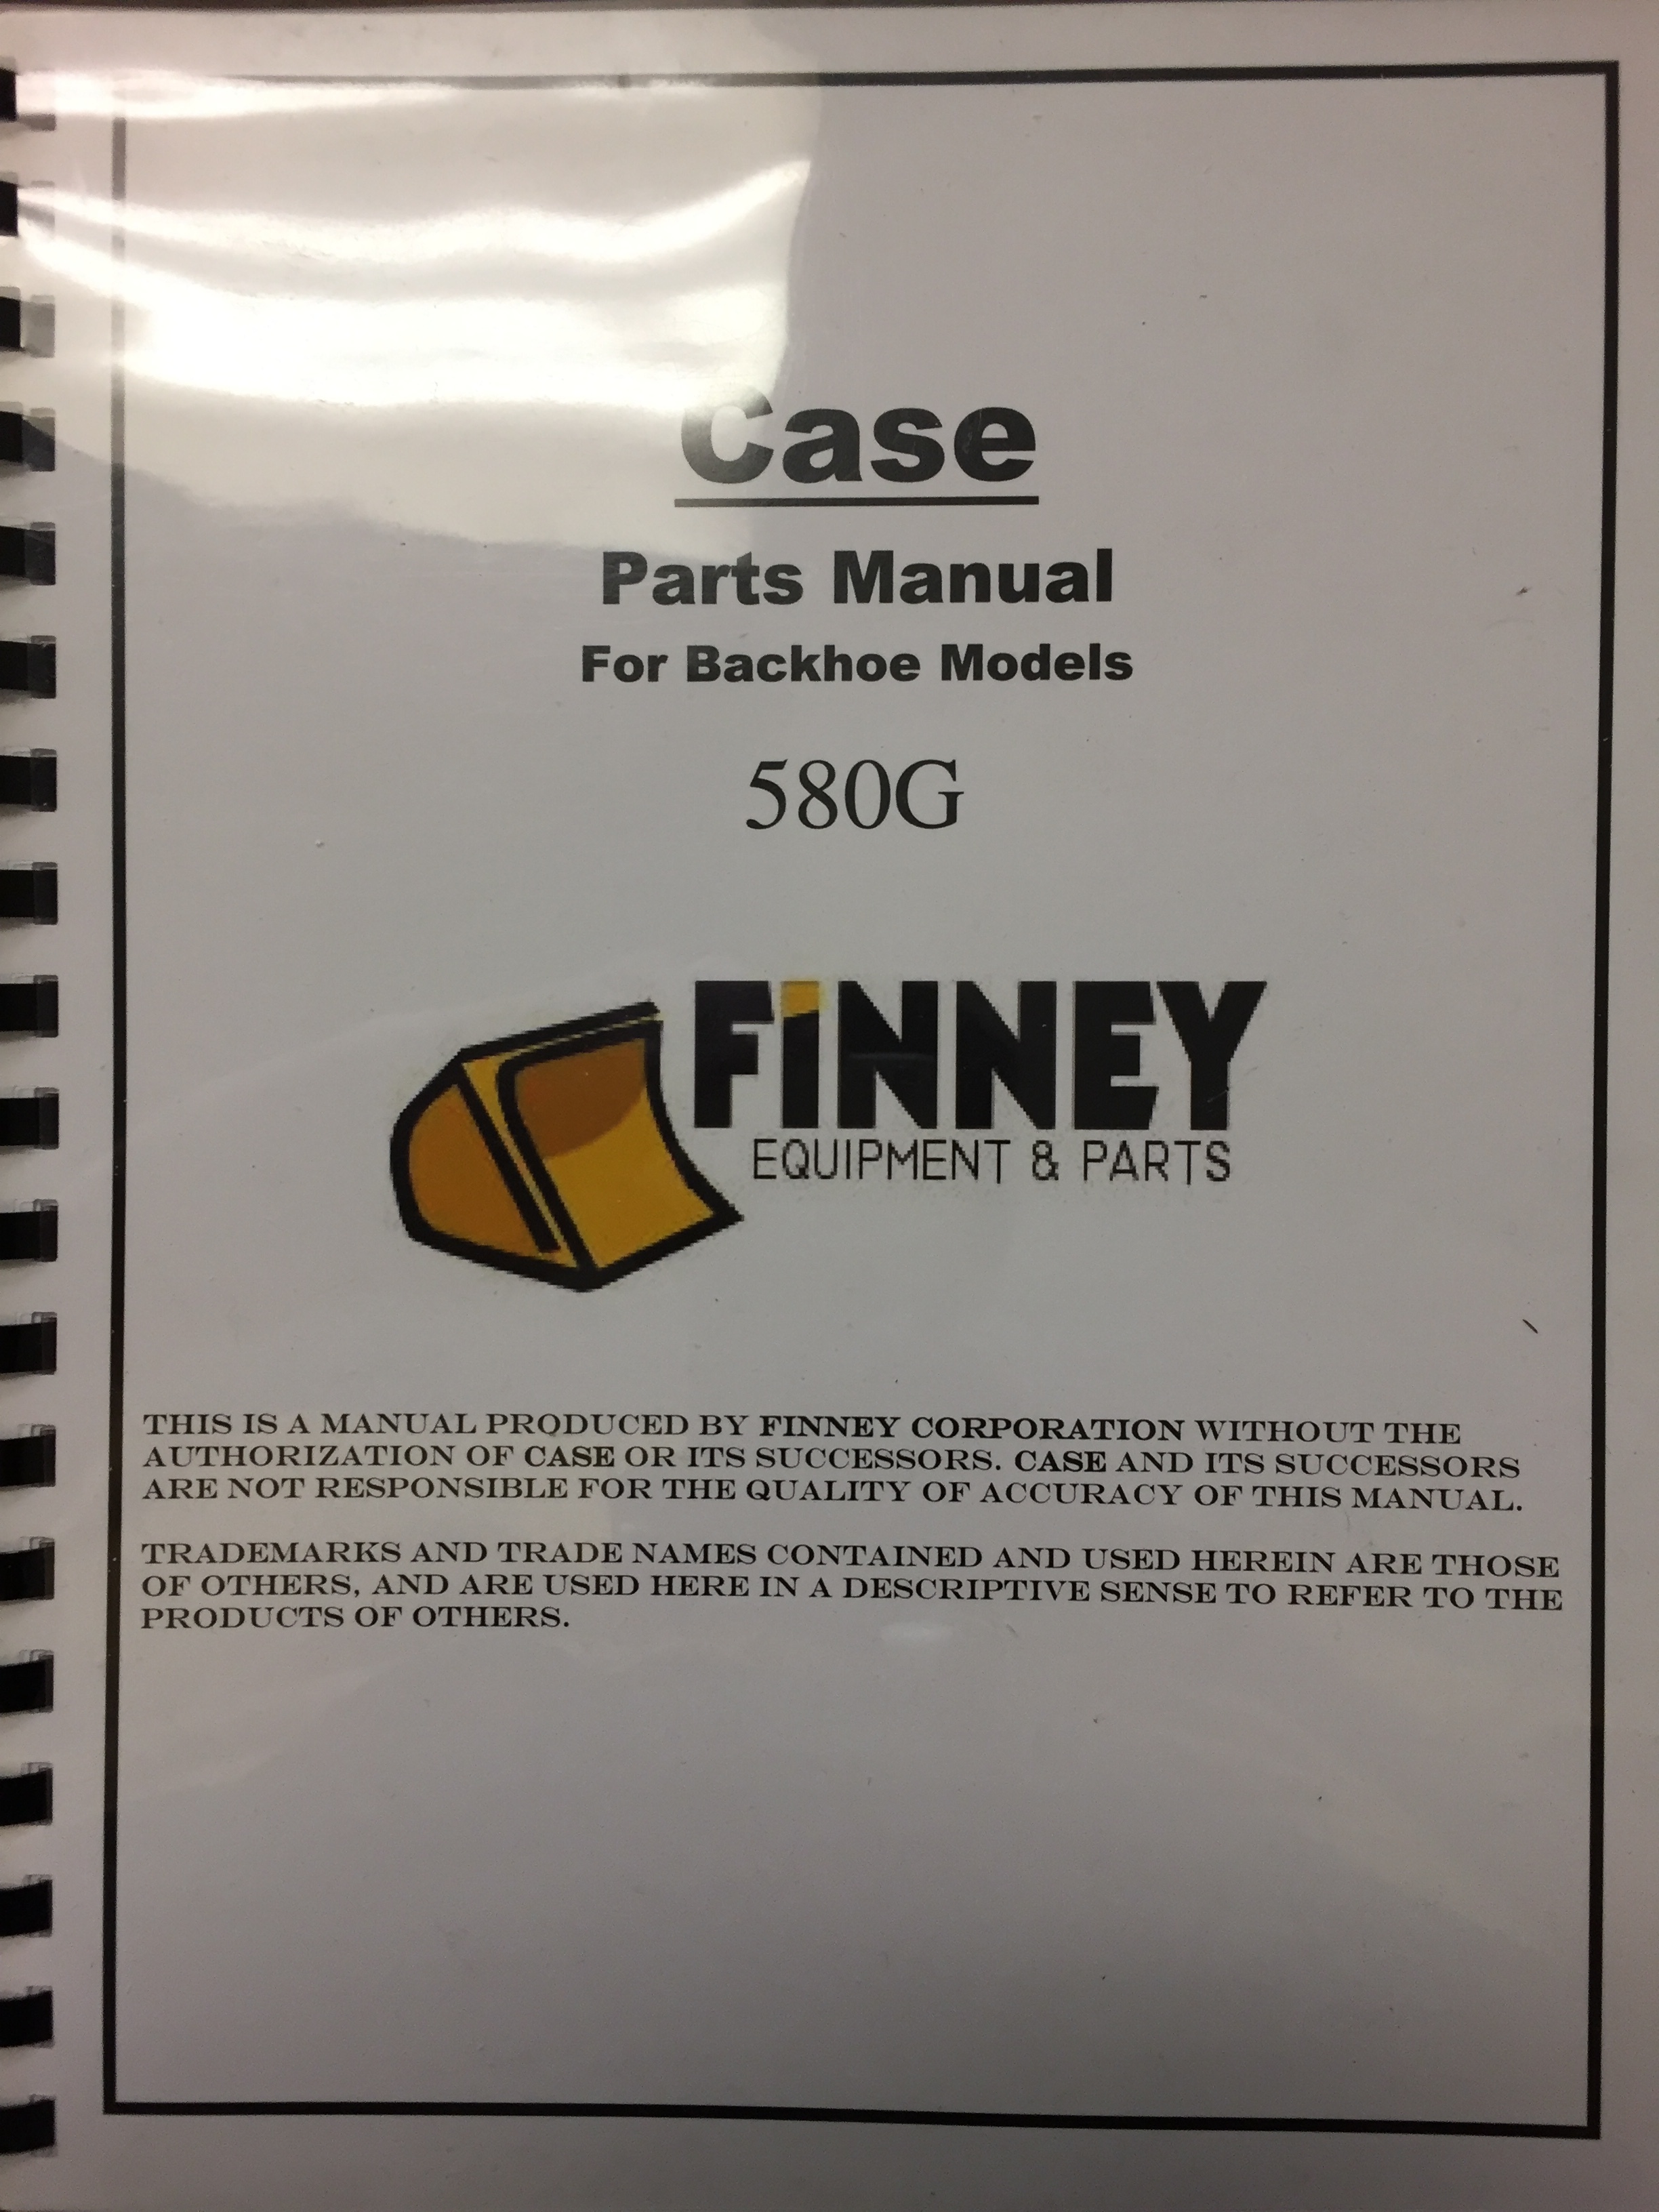 Case
Parts Manual
For Backhoe Models
580G
FiNNEY
EQUIPMENT & PARTS
THIS IS A MANUAL PRODUCED BY FINNEY CORPORATION WITHOUT THE
AUTHORIZATION OF CASE OR ITS SUCCESSORS. CASE AND ITS SUCCESSORS
ARE NOT RESPONSIBLE FOR THE QUALITY OF ACCURACY OF THIS MANUAL.
TRADEMARKS AND TRADE NAMES CONTAINED AND USED HEREIN ARE THOSE
OF OTHERS, AND ARE USED HERE IN A DESCRIPTIVE SENSE TO REFER TO THE
PRODUCTS OF OTHERS.